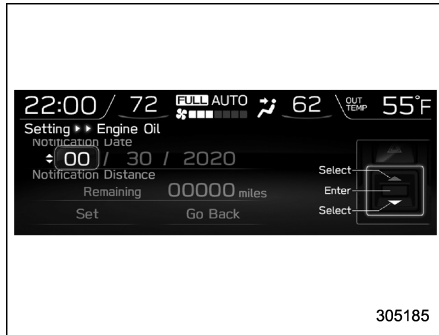 22:00 / 72 FULL AUTO 62 OUT TEMP 55°F
Setting ▸▸ Engine Oil
Notification Date
00 / 30 / 2020
Notification Distance
Remaining 00000 miles
Set Go Back
Select
Enter
Select
305185